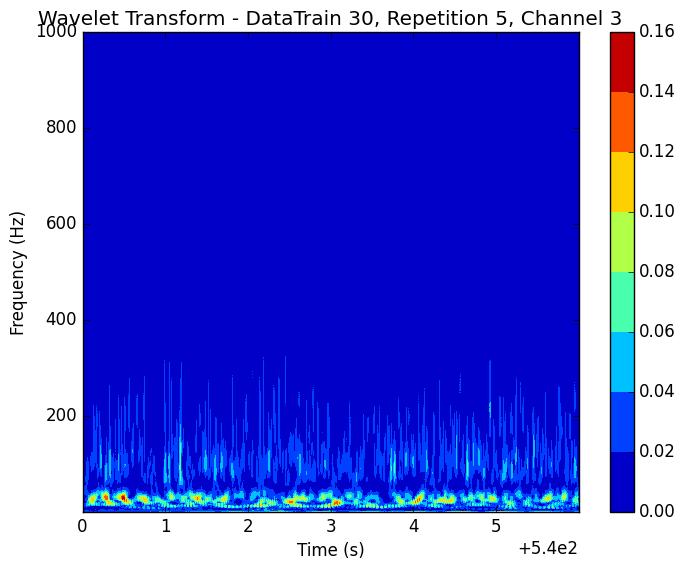 Wavelet Transform - DataTrain 30, Repetition 5, Channel 3
1000
800
600
400
200
Frequency (Hz)
0 1 2 3 4 5
Time (s)
+5.4e2
0.16
0.14
0.12
0.10
0.08
0.06
0.04
0.02
0.00